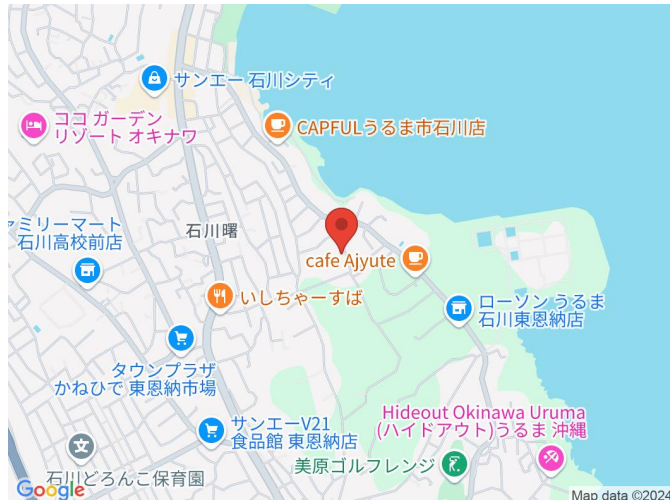 サンエー 石川シティ
ココ ガーデン
リゾート オキナワ
CAPFULうるま市石川店
ァミリーマート
石川高校前店
石川曙
cafe Ajyute
いしちゃーすば
ローソン うるま
石川東恩納店
タウンプラザ
かねひで 東恩納市場
サンエーV21
食品館 東恩納店
Hideout Okinawa Uruma
(ハイドアウト)うるま 沖縄
文
石川どろんこ保育園
美原ゴルフレンジ
Google
Map data ©2024